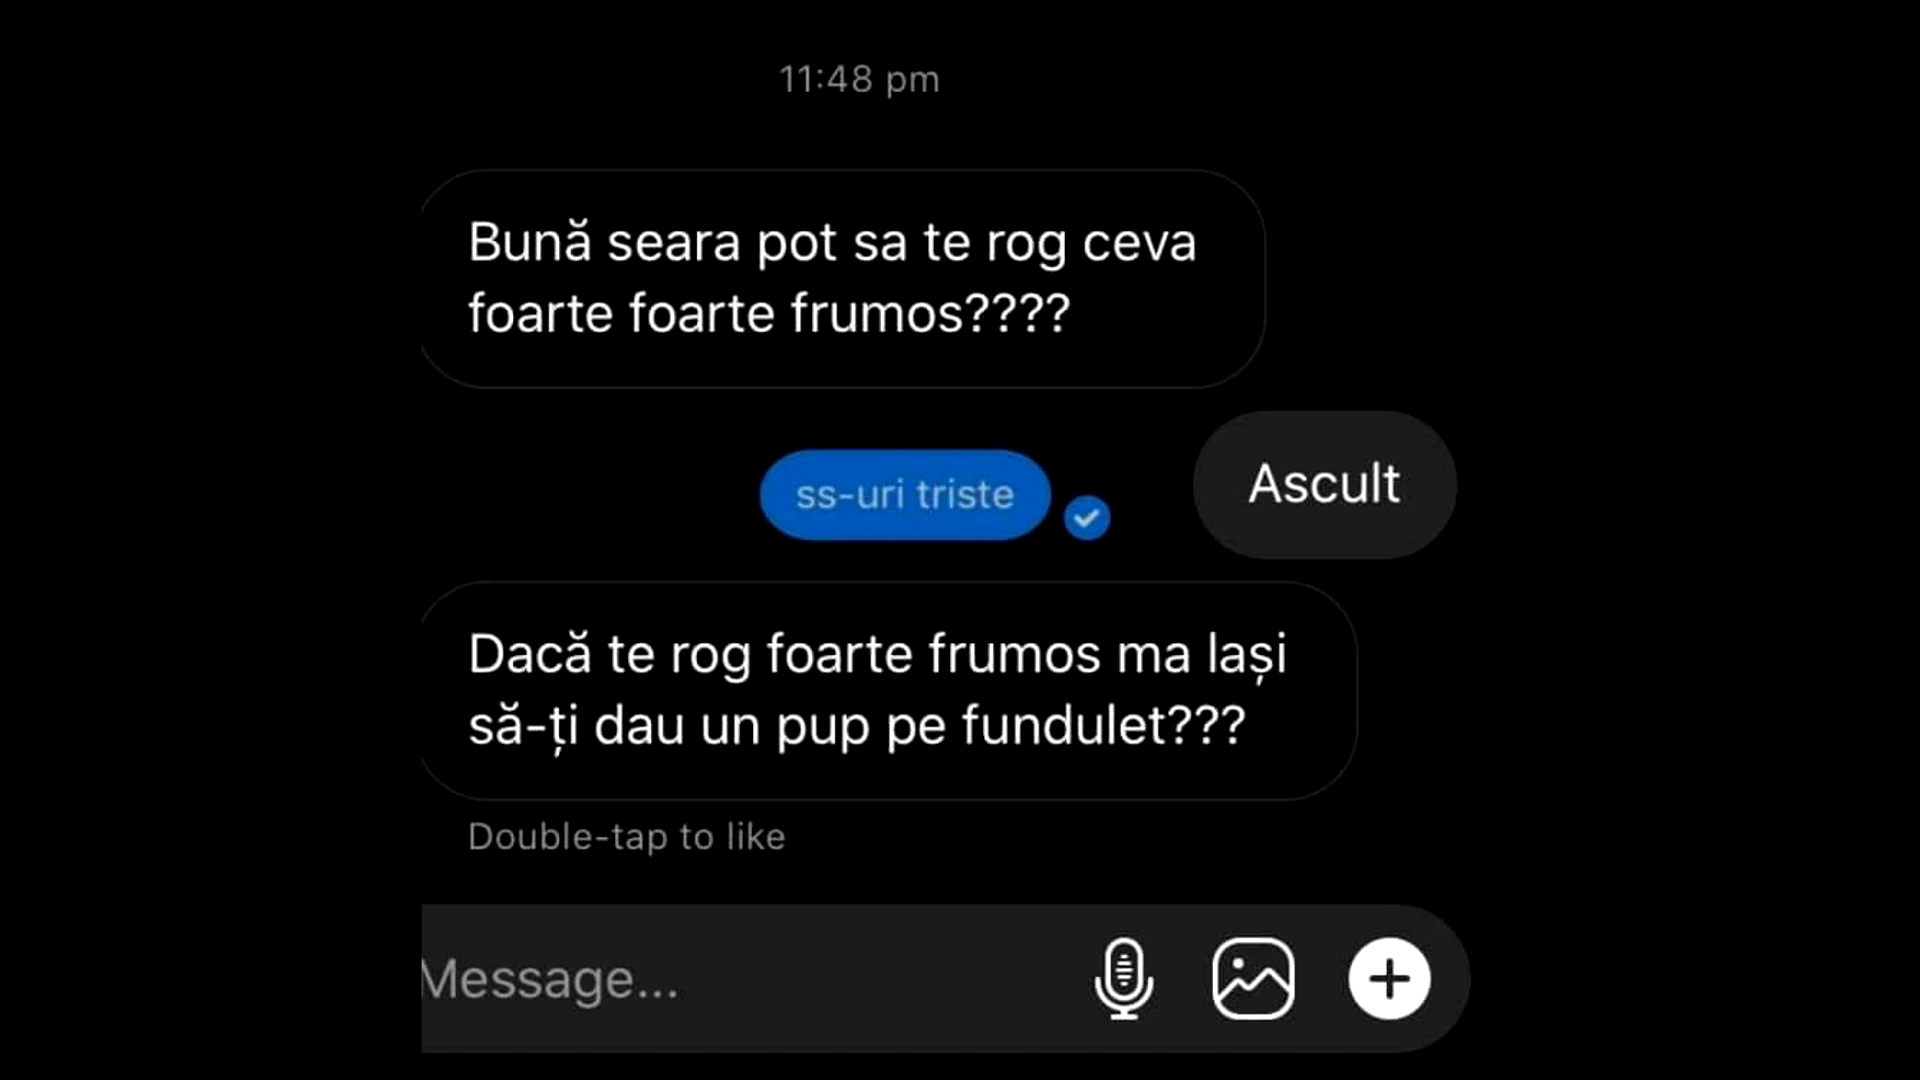 11:48 pm
Bună seara pot sa te rog ceva
foarte foarte frumos????
Ascult
ss-uri triste
Dacă te rog foarte frumos ma lași
să-ți dau un pup pe fundulet???
Double-tap to like
Message...